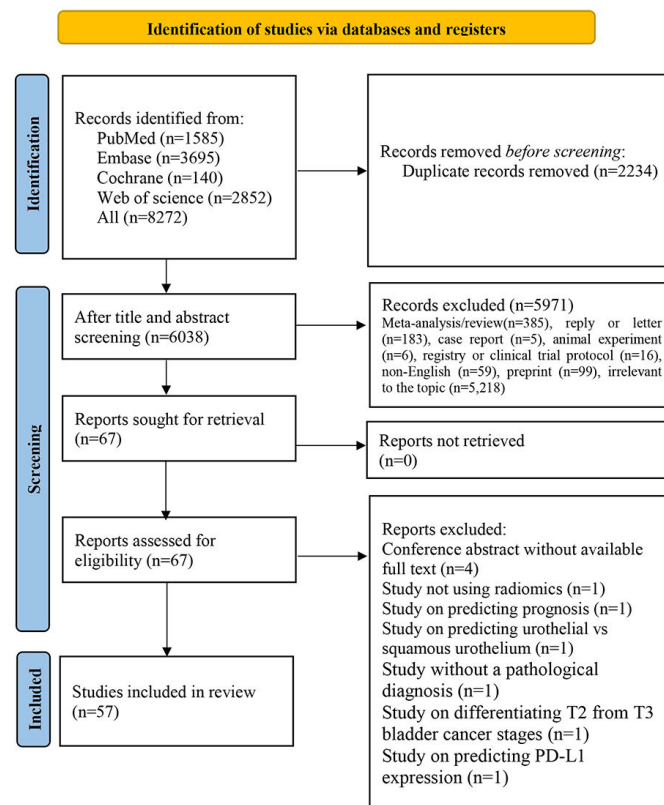 Identification of studies via databases and registers
Identification
Records identified from:
PubMed (n=1585)
Embase (n=3695)
Cochrane (n=140)
Web of science (n=2852)
All (n=8272)
Records removed before screening:
Duplicate records removed (n=2234)
Screening
After title and abstract
screening (n=6038)
Records excluded (n=5971)
Meta-analysis/review(n=385), reply or letter
(n=183), case report (n=5), animal experiment
(n=6), registry or clinical trial protocol (n=16),
non-English (n=59), preprint (n=99), irrelevant
to the topic (n=5,218)
Reports sought for retrieval
(n=67)
Reports not retrieved
(n=0)
Reports assessed for
eligibility (n=67)
Reports excluded:
Conference abstract without available
full text (n=4)
Study not using radiomics (n=1)
Study on predicting prognosis (n=1)
Study on predicting urothelial vs
squamous urothelium (n=1)
Study without a pathological
diagnosis (n=1)
Study on differentiating T2 from T3
bladder cancer stages (n=1)
Study on predicting PD-L1
expression (n=1)
Included
Studies included in review
(n=57)